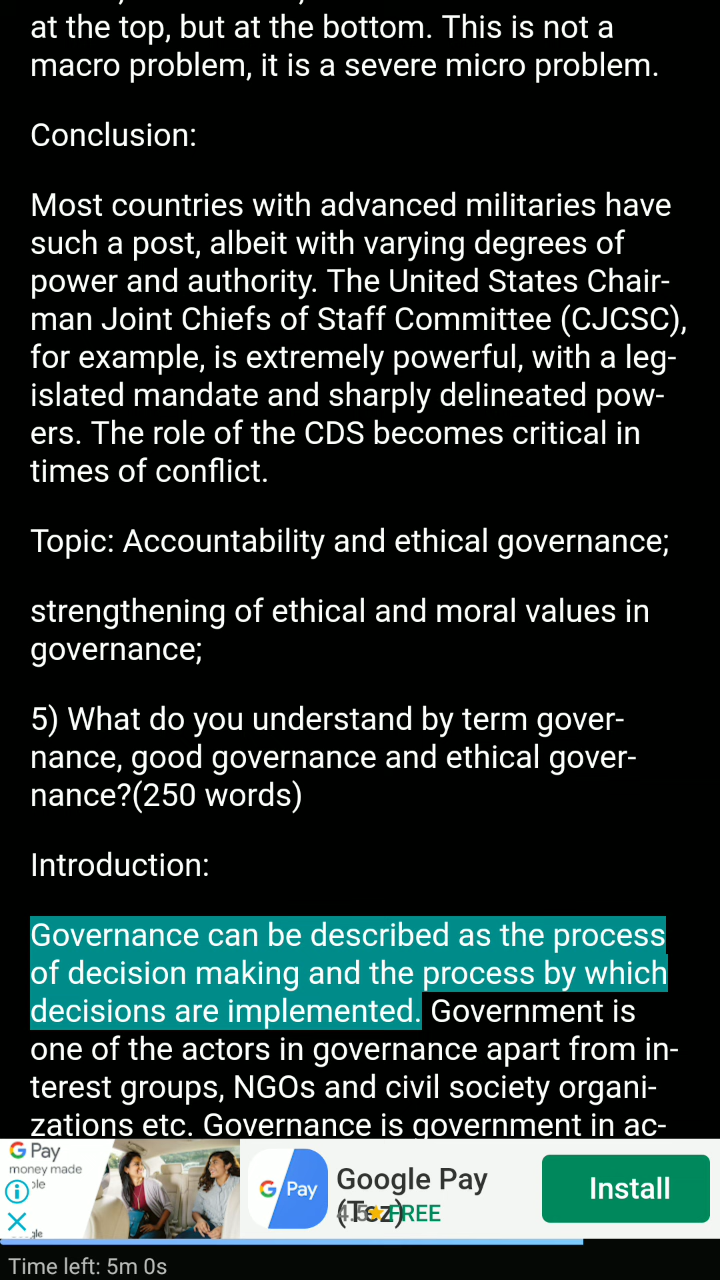 at the top, but at the bottom. This is not a
macro problem, it is a severe micro problem.
Conclusion:
Most countries with advanced militaries have
such a post, albeit with varying degrees of
power and authority. The United States Chair-
man Joint Chiefs of Staff Committee (CJCSC),
for example, is extremely powerful, with a leg-
islated mandate and sharply delineated pow-
ers. The role of the CDS becomes critical in
times of conflict.
Topic: Accountability and ethical governance;
strengthening of ethical and moral values in
governance;
5) What do you understand by term gover-
nance, good governance and ethical gover-
nance?(250 words)
Introduction:
Governance can be described as the process
of decision making and the process by which
decisions are implemented. Government is
one of the actors in governance apart from in-
terest groups, NGOs and civil society organi-
zations etc. Governance is government in ac-
G Pay
money made
ple
gle
G Pay
Google Pay
(Tez)
4.5 FREE
Install
Time left: 5m 0s